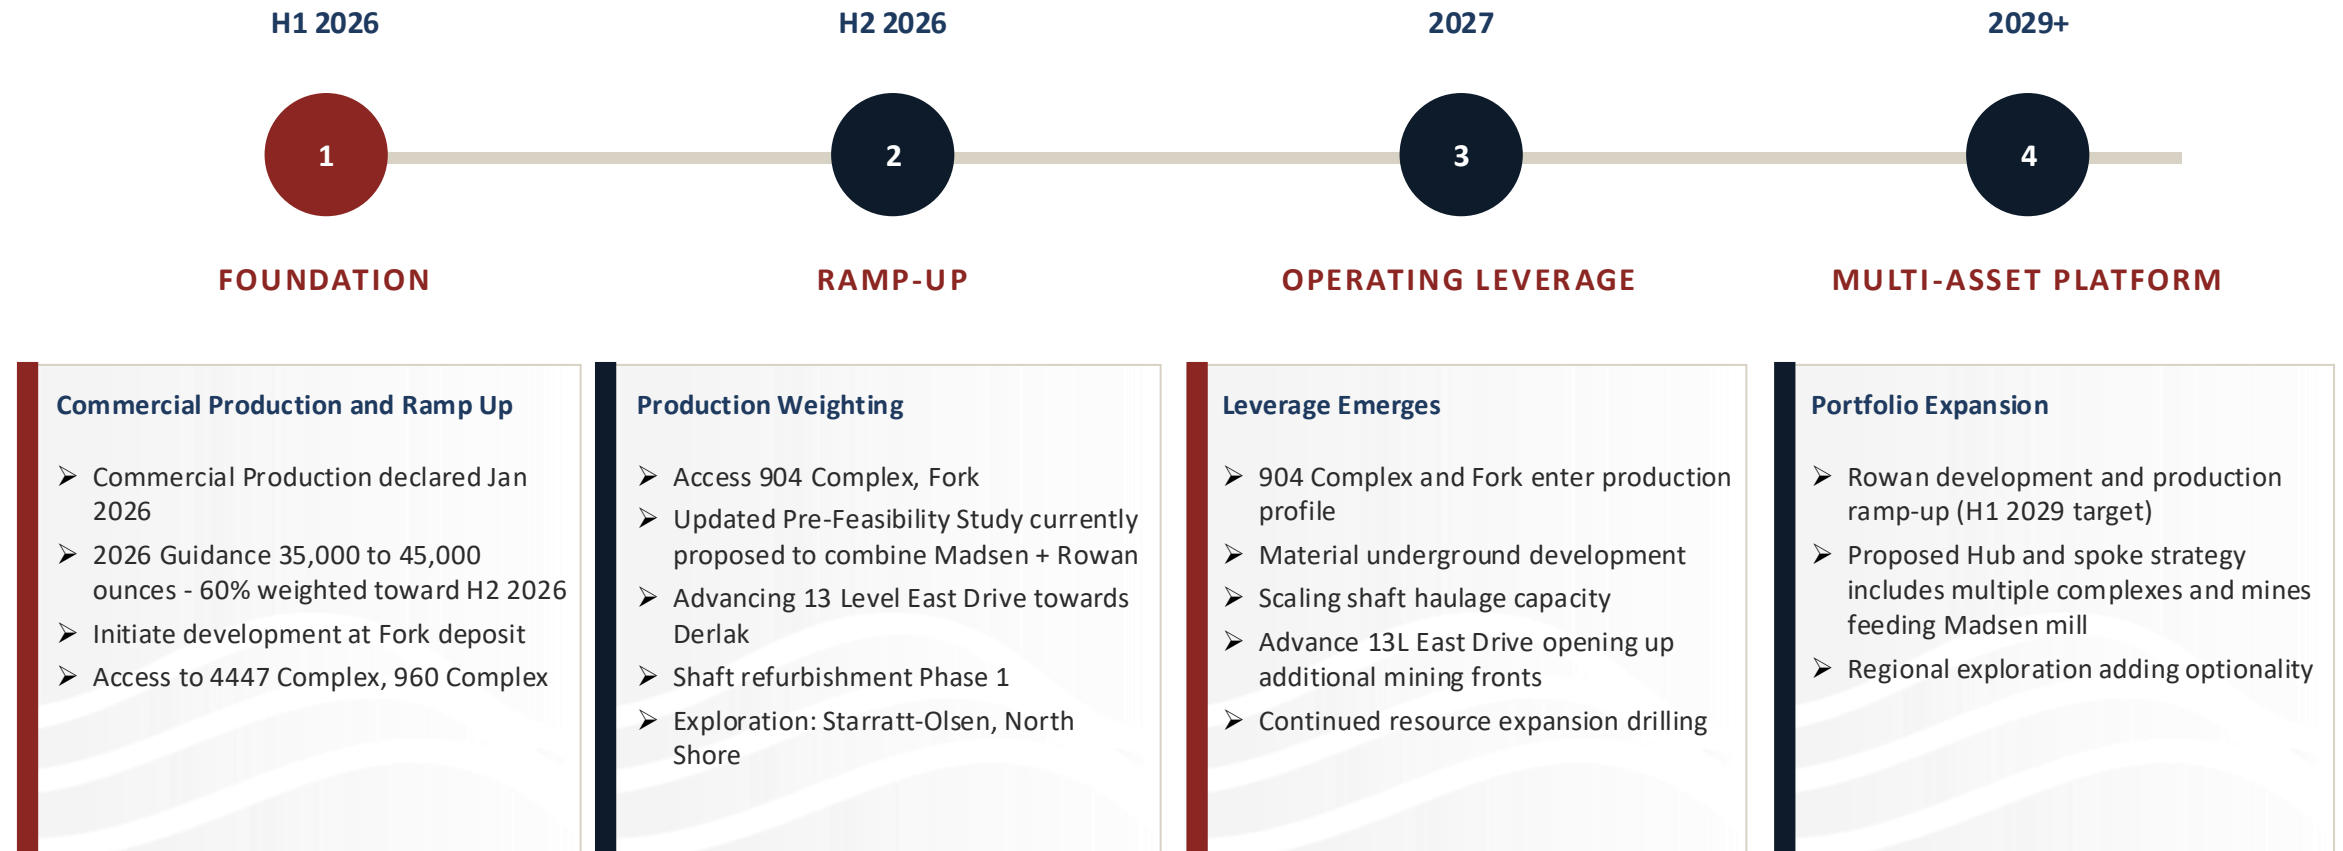 H1 2026
H2 2026
2027
2029+
1
2
3
4
FOUNDATION
RAMP-UP
OPERATING LEVERAGE
MULTI-ASSET PLATFORM
Commercial Production and Ramp Up
➢ Commercial Production declared Jan
2026
➢ 2026 Guidance 35,000 to 45,000
ounces - 60% weighted toward H2 2026
➢ Initiate development at Fork deposit
➢ Access to 4447 Complex, 960 Complex
Production Weighting
➢ Access 904 Complex, Fork
➢ Updated Pre-Feasibility Study currently
proposed to combine Madsen + Rowan
➢ Advancing 13 Level East Drive towards
Derlak
➢ Shaft refurbishment Phase 1
➢ Exploration: Starratt-Olsen, North
Shore
Leverage Emerges
➢ 904 Complex and Fork enter production
profile
➢ Material underground development
➢ Scaling shaft haulage capacity
➢ Advance 13L East Drive opening up
additional mining fronts
➢ Continued resource expansion drilling
Portfolio Expansion
➢ Rowan development and production
ramp-up (H1 2029 target)
➢ Proposed Hub and spoke strategy
includes multiple complexes and mines
feeding Madsen mill
➢ Regional exploration adding optionality